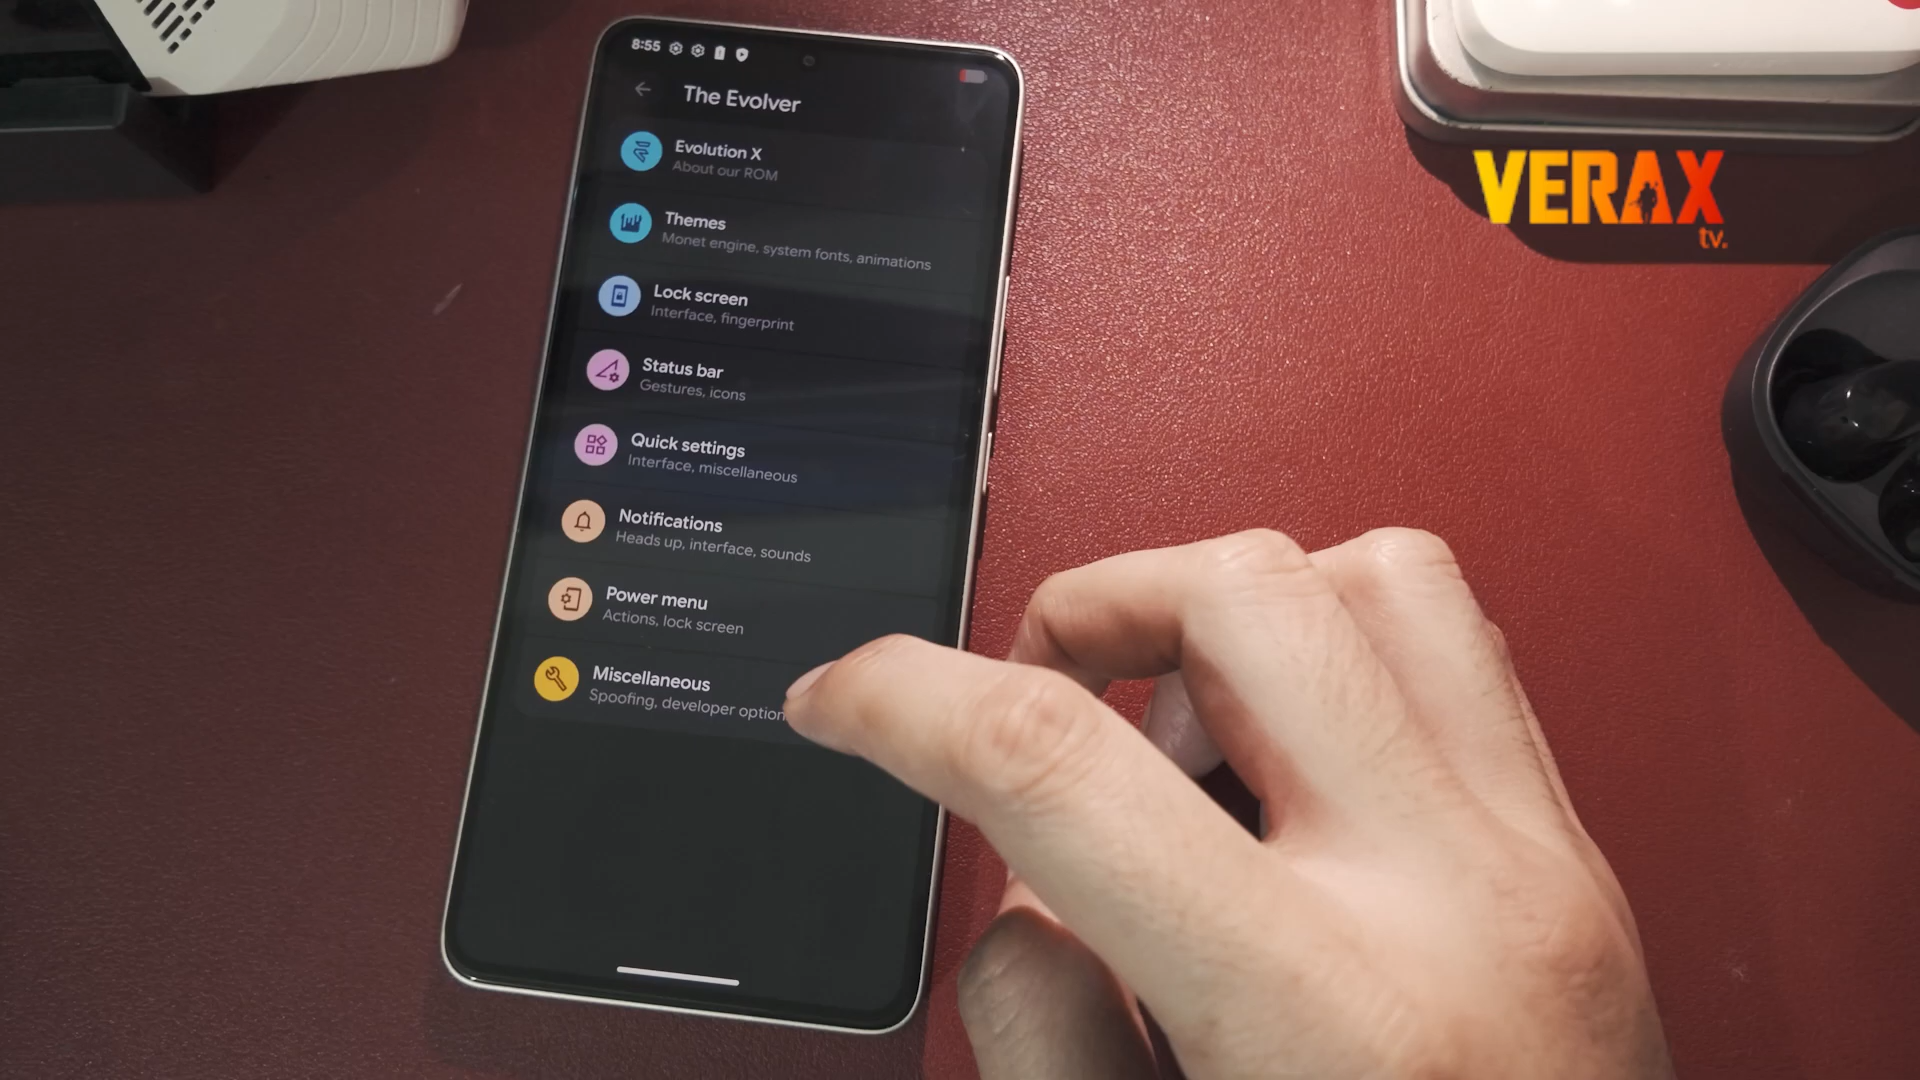 8:55
The Evolver
Evolution X
About our ROM
Themes
Monet engine, system fonts, animations
Lock screen
Interface, fingerprint
Status bar
Gestures, icons
Quick settings
Interface, miscellaneous
Notifications
Heads up, interface, sounds
Power menu
Actions, lock screen
Miscellaneous
Spoofing, developer option
VERAX
tv.